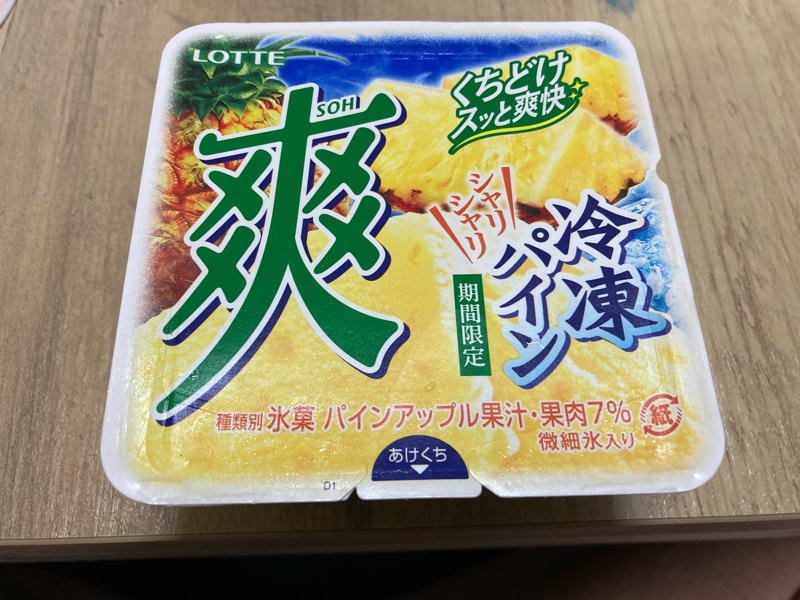 LOTTE
SOH
爽
くちどけ
スッと爽快
シャリ
シャリ
冷凍
パイン
期間限定
種類別 氷菓 パインアップル果汁・果肉7%
微細氷入り
紙
あけくち
D1